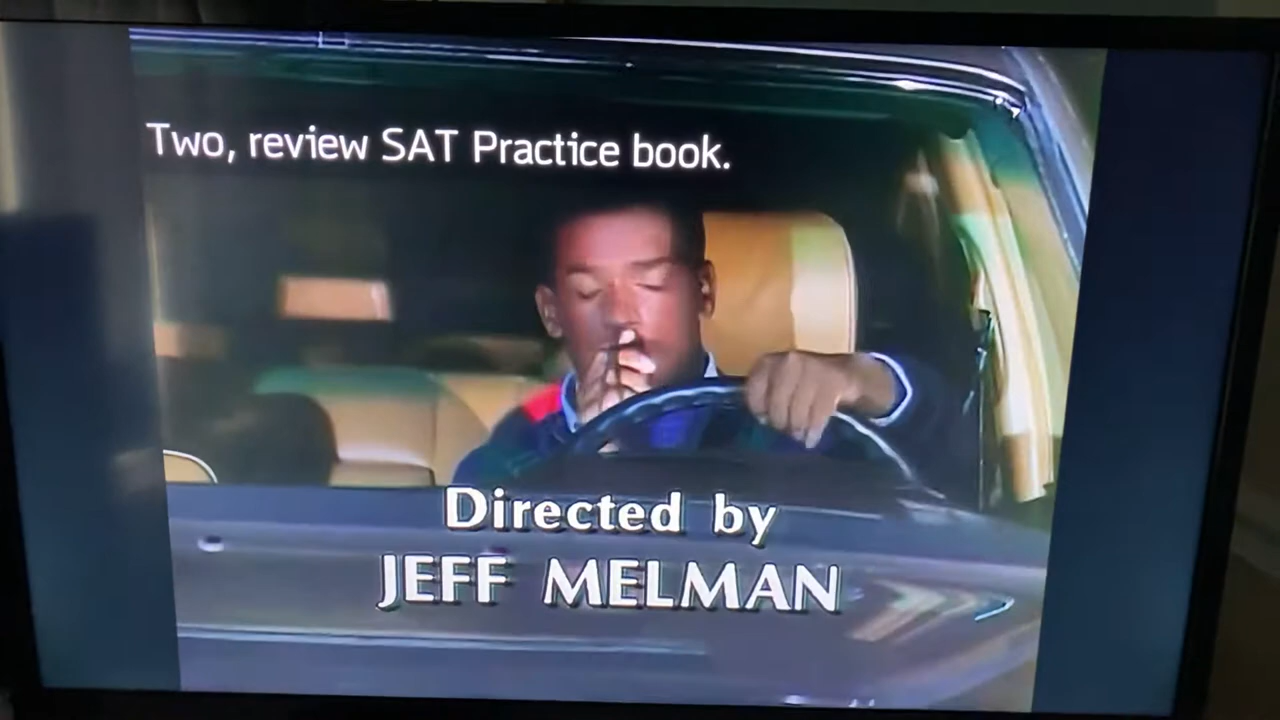 Two, review SAT Practice book.
Directed by
JEFF MELMAN